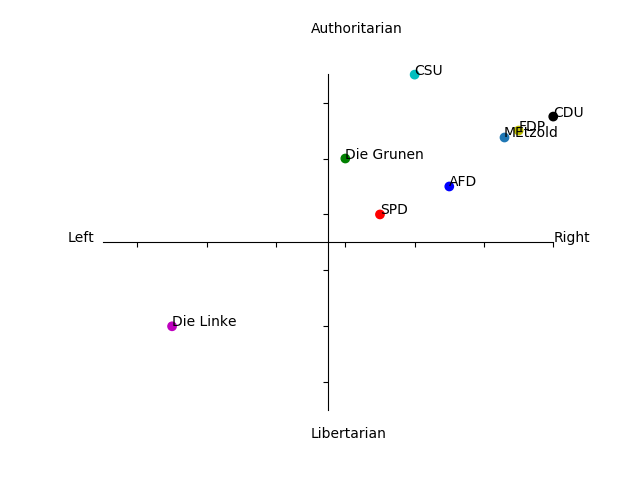 Authoritarian
CSU
CDU
FDP
MEtzold
Die Grunen
AFD
SPD
Left
Right
Die Linke
Libertarian